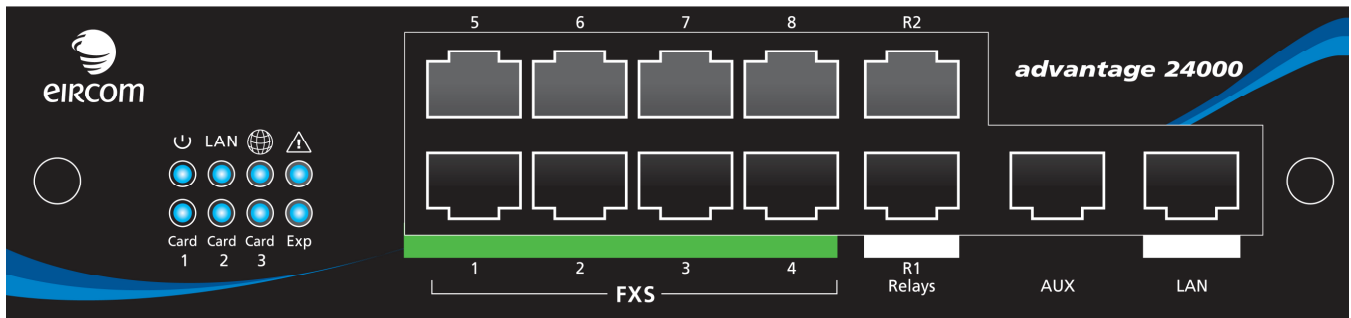 5 6 7 8 R2
eircom
advantage 24000
LAN
Card Card Card Exp
1 2 3
1 2 3 4 R1
Relays AUX LAN
FXS